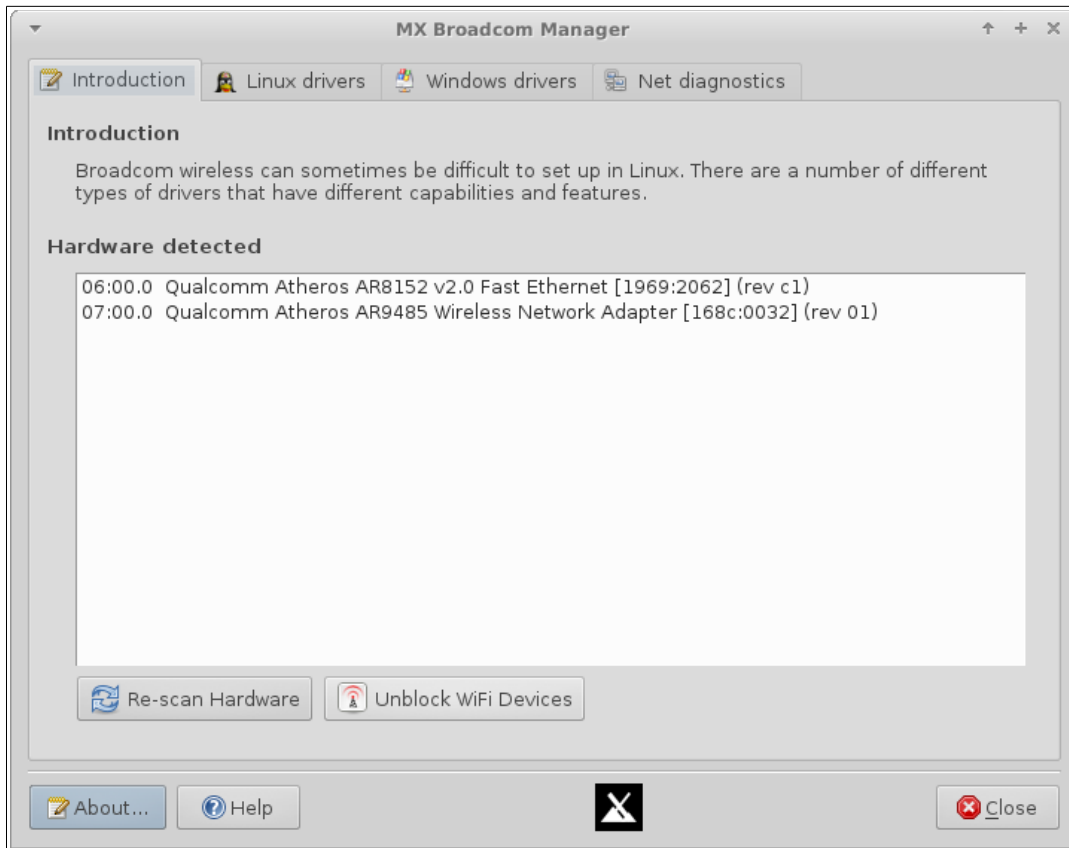 MX Broadcom Manager
Introduction
Linux drivers
Windows drivers
Net diagnostics
Introduction
Broadcom wireless can sometimes be difficult to set up in Linux. There are a number of different
types of drivers that have different capabilities and features.
Hardware detected
06:00.0 Qualcomm Atheros AR8152 v2.0 Fast Ethernet [1969:2062] (rev c1)
07:00.0 Qualcomm Atheros AR9485 Wireless Network Adapter [168c:0032] (rev 01)
Re-scan Hardware
Unblock WiFi Devices
About...
Help
Close